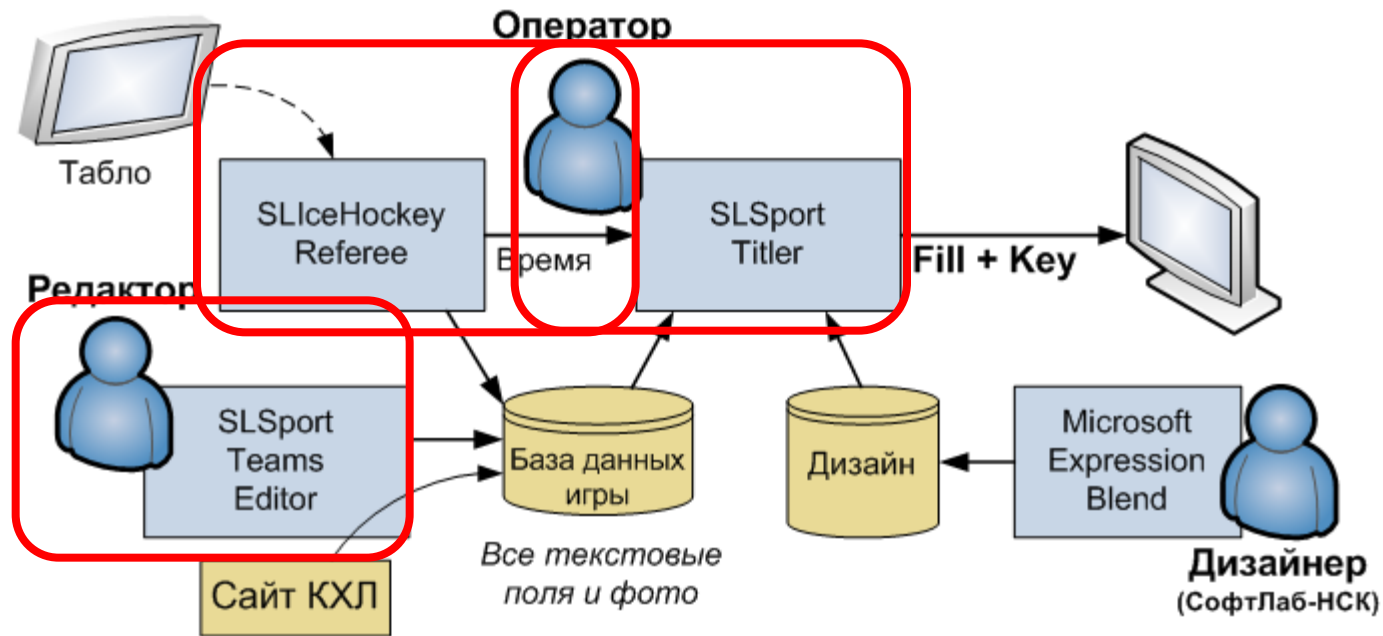 Оператор
Табло
SLIceHockey
Referee
Время
SLSport
Titler
Fill + Key
Редактор
SLSport
Teams
Editor
База данных
игры
Дизайн
Microsoft
Expression
Blend
Все текстовые
поля и фото
Сайт КХЛ
Дизайнер
(СофтЛаб-НСК)